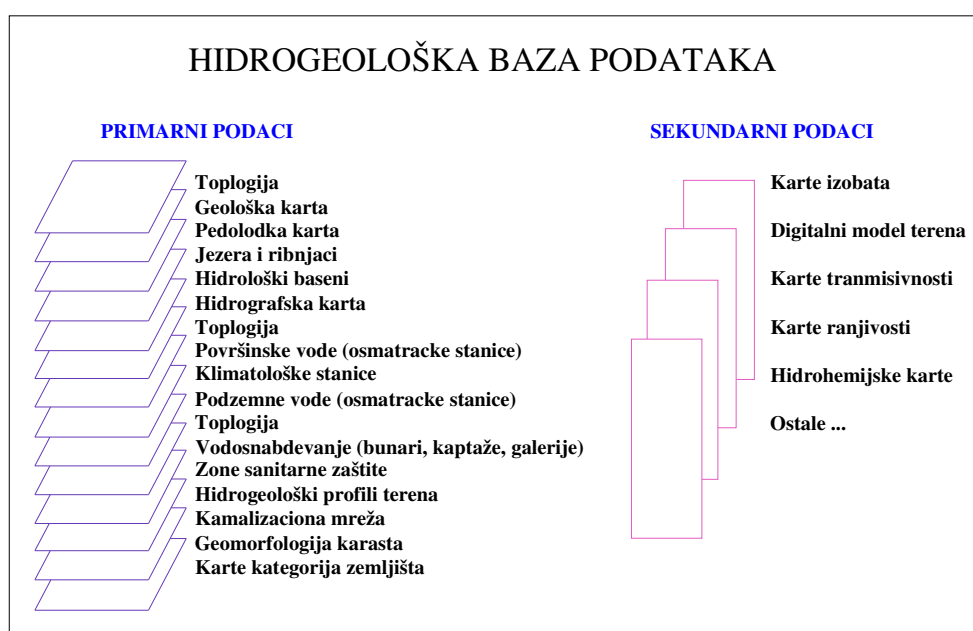 HIDROGEOLOŠKA BAZA PODATAKA
PRIMARNI PODACI
Toplogija
Geološka karta
Pedolodka karta
Jezera i ribnjaci
Hidrološki baseni
Hidrografska karta
Toplogija
Površinske vode (osmatracke stanice)
Klimatološke stanice
Podzemne vode (osmatracke stanice)
Toplogija
Vodosnabdevanje (bunari, kaptaže, galerije)
Zone sanitarne zaštite
Hidrogeološki profili terena
Kamalizaciona mreža
Geomorfologija karasta
Karte kategorija zemljišta
SEKUNDARNI PODACI
Karte izobata
Digitalni model terena
Karte tranmisivnosti
Karte ranjivosti
Hidrohemijske karte
Ostale ...